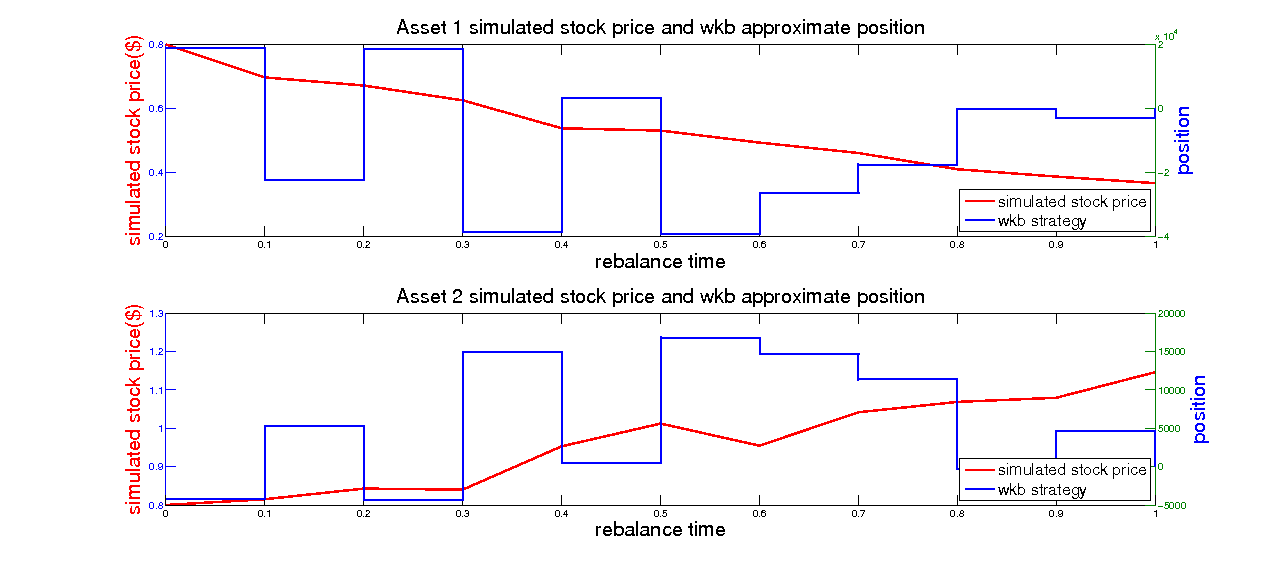 Asset 1 simulated stock price and wkb approximate position
x 10^4
simulated stock price($)
0.8
0.6
0.4
0.2
2
0
-2
-4
position
simulated stock price
wkb strategy
0 0.1 0.2 0.3 0.4 0.5 0.6 0.7 0.8 0.9 1
rebalance time
Asset 2 simulated stock price and wkb approximate position
simulated stock price($)
1.3
1.2
1.1
1
0.9
0.8
20000
15000
10000
5000
0
-5000
position
simulated stock price
wkb strategy
0 0.1 0.2 0.3 0.4 0.5 0.6 0.7 0.8 0.9 1
rebalance time